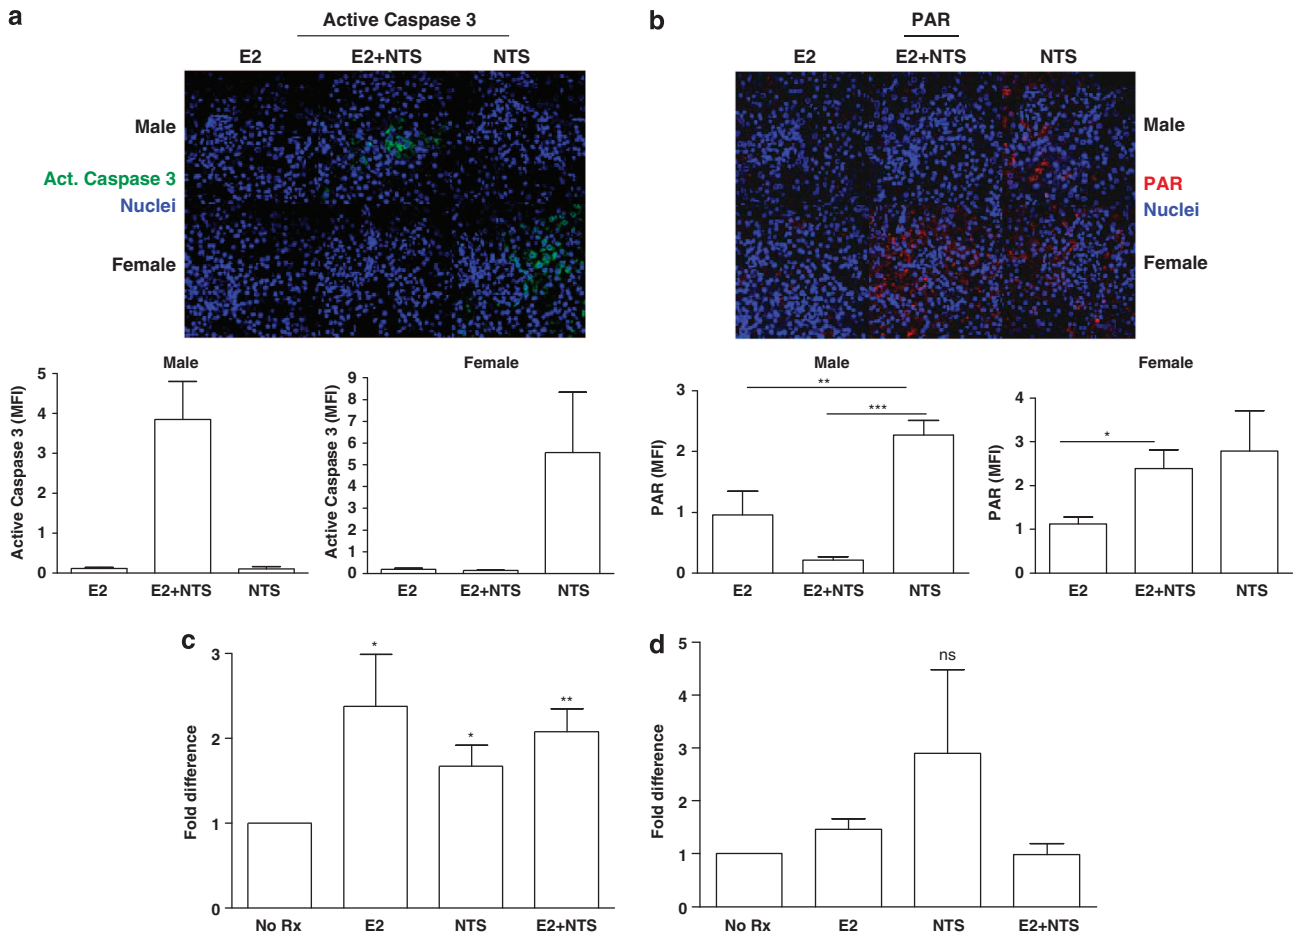 a
Active Caspase 3
E2 E2+NTS NTS
Male
Act. Caspase 3
Nuclei
Female
b
PAR
E2 E2+NTS NTS
Male
PAR
Nuclei
Female
Male
Active Caspase 3 (MFI)
5
4
3
2
1
0
E2 E2+NTS NTS
Female
Active Caspase 3 (MFI)
9
8
7
6
5
4
3
2
1
0
E2 E2+NTS NTS
Male
PAR (MFI)
3
2
1
0
**
***
E2 E2+NTS NTS
Female
PAR (MFI)
4
3
2
1
0
*
E2 E2+NTS NTS
c
Fold difference
3
2
1
0
*
*
**
No Rx E2 NTS E2+NTS
d
Fold difference
5
4
3
2
1
0
ns
No Rx E2 NTS E2+NTS